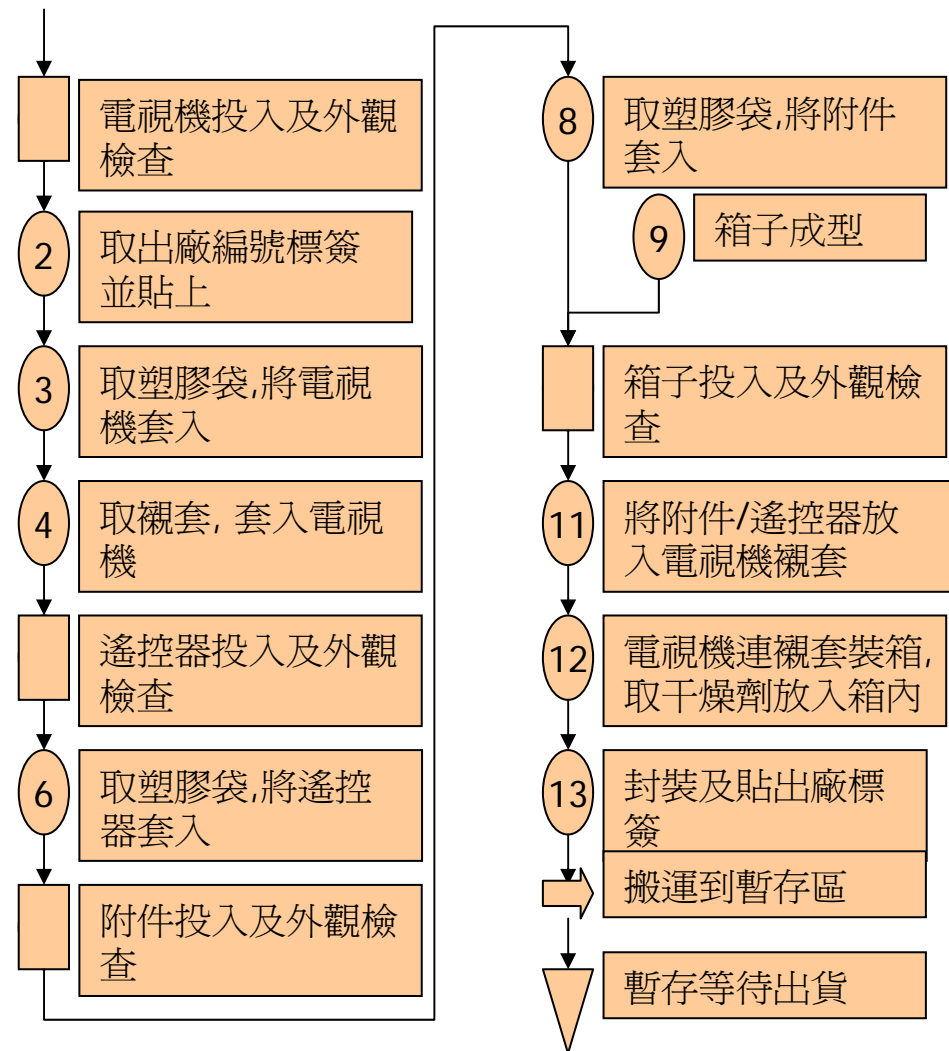 電視機投入及外觀
檢查
2
取出廠編號標簽
並貼上
3
取塑膠袋,將電視
機套入
4
取襯套, 套入電視
機
遙控器投入及外觀
檢查
6
取塑膠袋,將遙控
器套入
附件投入及外觀檢
查
8
取塑膠袋,將附件
套入
9
箱子成型
箱子投入及外觀檢
查
11
將附件/遙控器放
入電視機襯套
12
電視機連襯套裝箱,
取干燥劑放入箱內
13
封裝及貼出廠標
簽
搬運到暫存區
暫存等待出貨